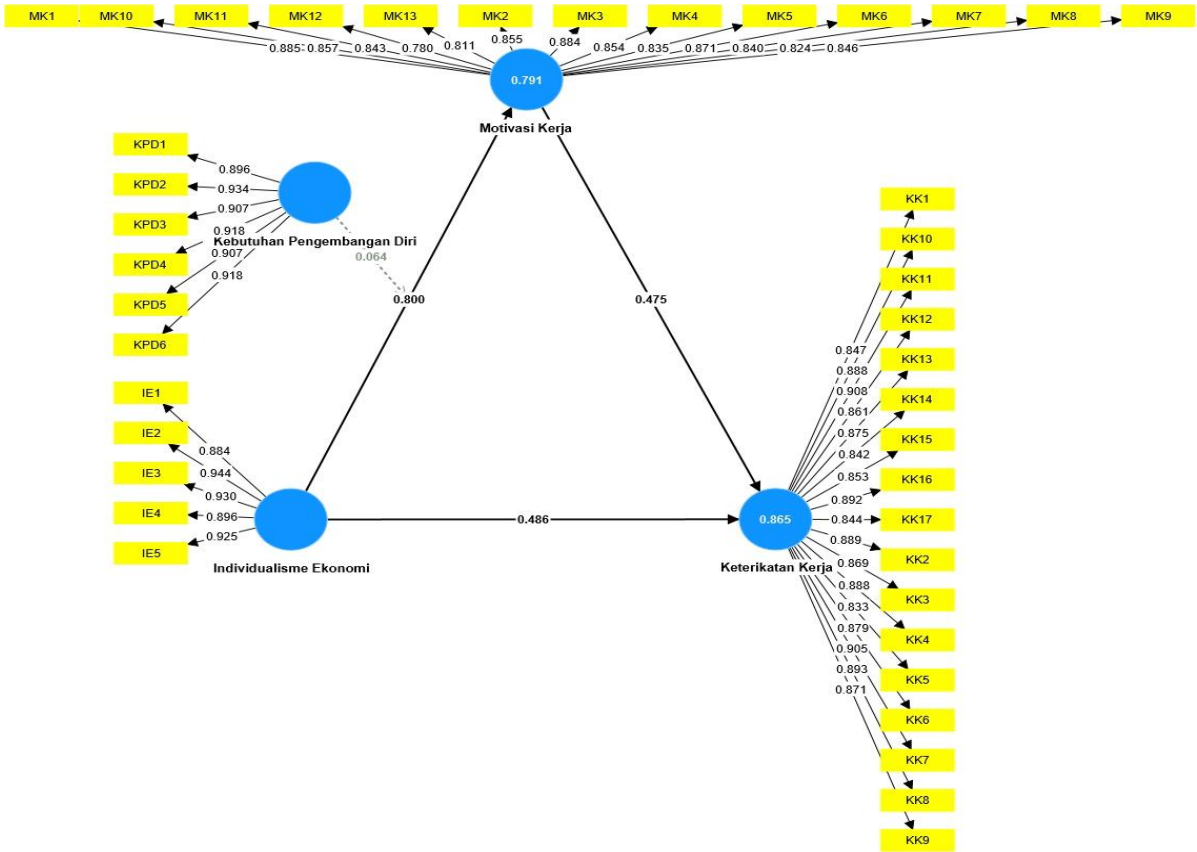 MK1 MK10 MK11 MK12 MK13 MK2 MK3 MK4 MK5 MK6 MK7 MK8 MK9
0.885 0.857 0.843 0.780 0.811 0.855 0.884 0.854 0.835 0.871 0.840 0.824 0.846
0.791
Motivasi Kerja
KPD1
KPD2
KPD3
KPD4
KPD5
KPD6
0.896
0.934
0.907
0.918
0.907
0.918
Kebutuhan Pengembangan Diri
0.064
0.800
0.475
IE1
IE2
IE3
IE4
IE5
0.884
0.944
0.930
0.896
0.925
Individualisme Ekonomi
0.486
0.865
Keterikatan Kerja
0.847
0.888
0.908
0.861
0.875
0.842
0.853
0.892
0.844
0.889
0.869
0.888
0.833
0.879
0.905
0.893
0.871
KK1
KK10
KK11
KK12
KK13
KK14
KK15
KK16
KK17
KK2
KK3
KK4
KK5
KK6
KK7
KK8
KK9